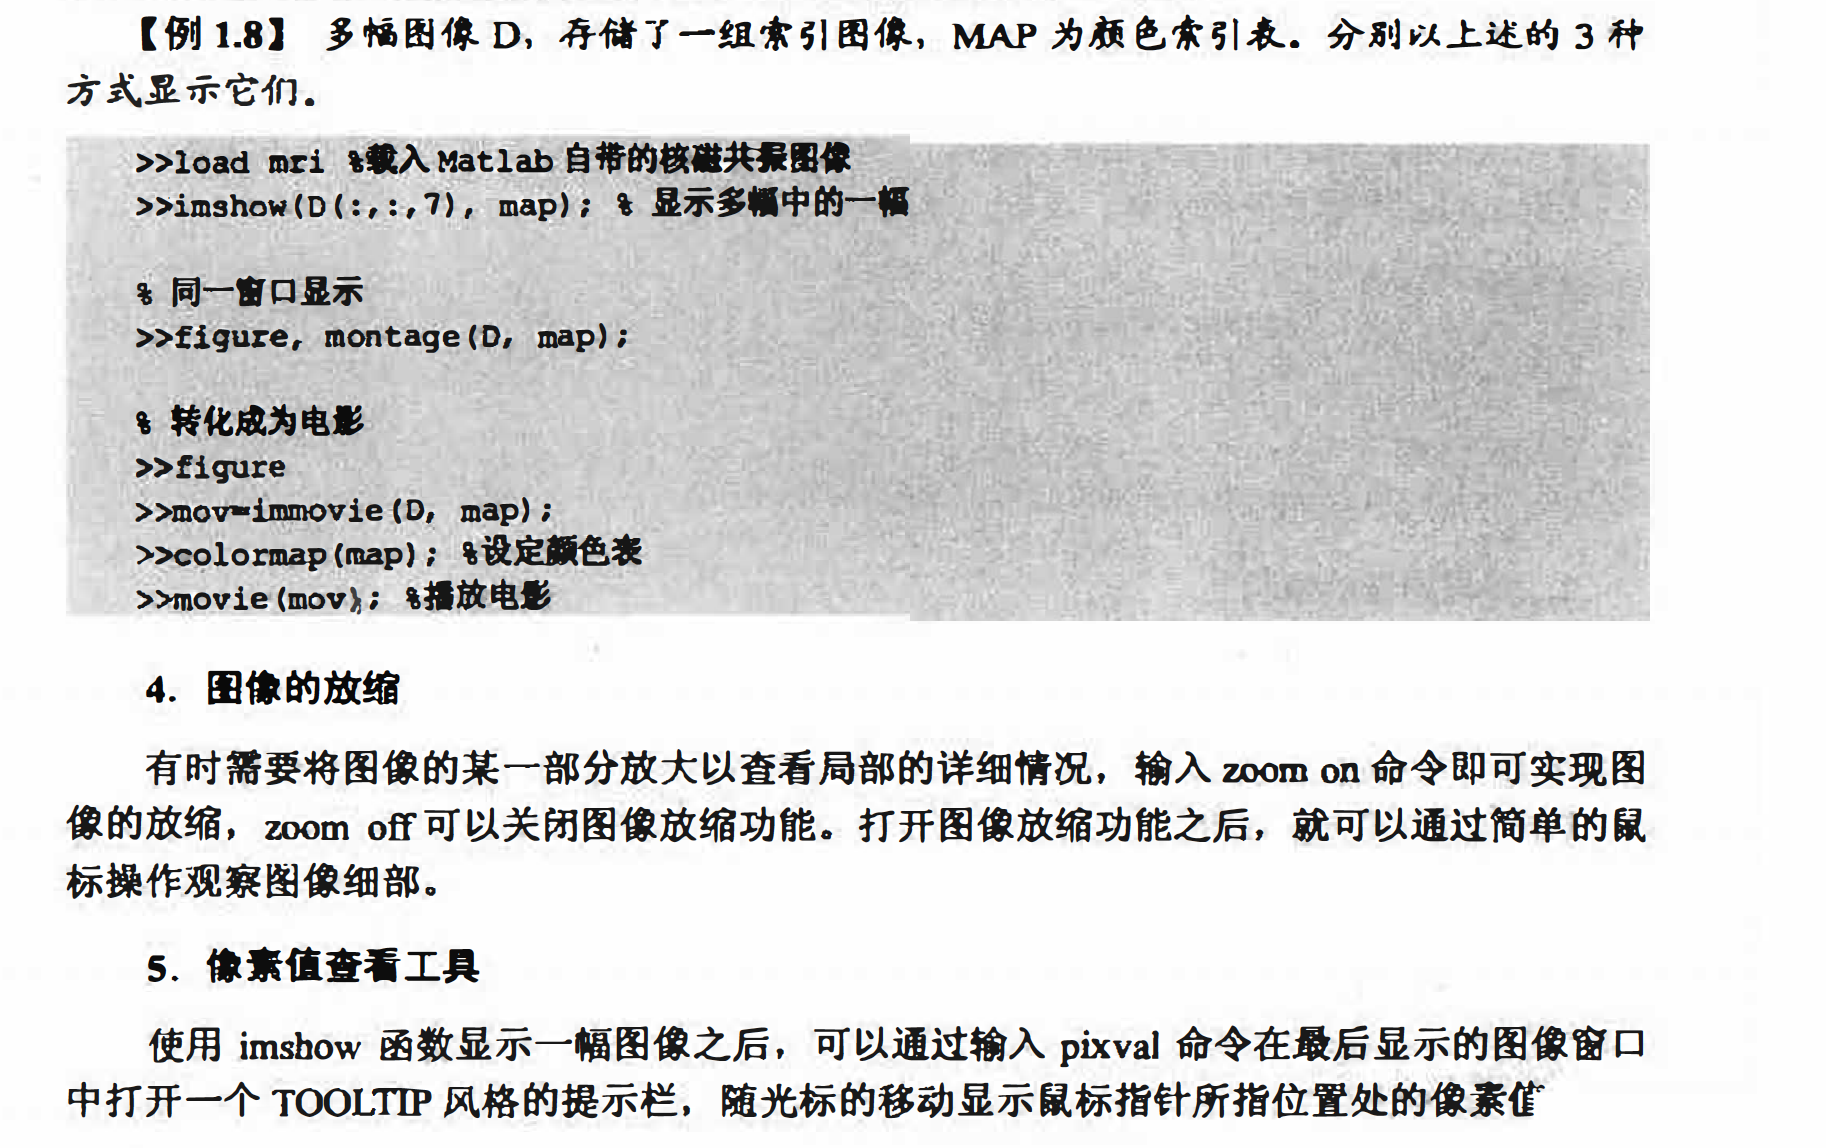 【例 1.8】 多幅图像 D，存储了一组索引图像，MAP 为颜色索引表。分别以上述的 3 种
方式显示它们。
>>load mri %载入 Matlab 自带的核磁共振图像
>>imshow(D(:,:,7), map); % 显示多幅中的一幅
% 同一窗口显示
>>figure, montage(D, map);
% 转化成为电影
>>figure
>>mov=immovie(D, map);
>>colormap(map); %设定颜色表
>>movie(mov); %播放电影
4. 图像的放缩
有时需要将图像的某一部分放大以查看局部的详细情况，输入 zoom on 命令即可实现图
像的放缩，zoom off 可以关闭图像放缩功能。打开图像放缩功能之后，就可以通过简单的鼠
标操作观察图像细部。
5. 像素值查看工具
使用 imshow 函数显示一幅图像之后，可以通过输入 pixval 命令在最后显示的图像窗口
中打开一个 TOOLTIP 风格的提示栏，随光标的移动显示鼠标指针所指位置处的像素值